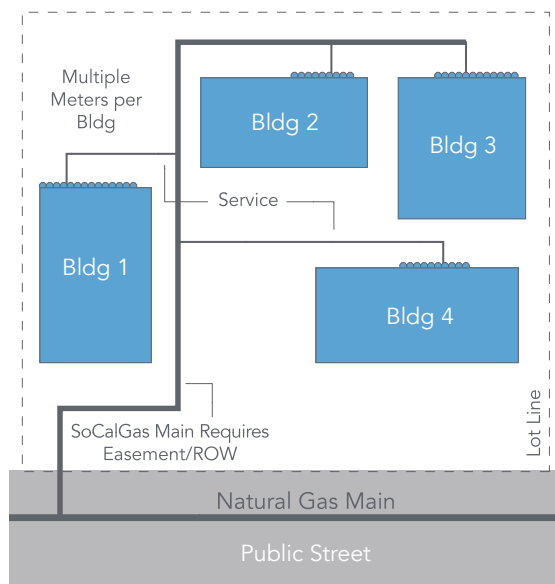 Multiple
Meters per
Bldg
Bldg 2
Bldg 3
Service
Bldg 1
Bldg 4
SoCalGas Main Requires
Easement/ROW
Lot Line
Natural Gas Main
Public Street